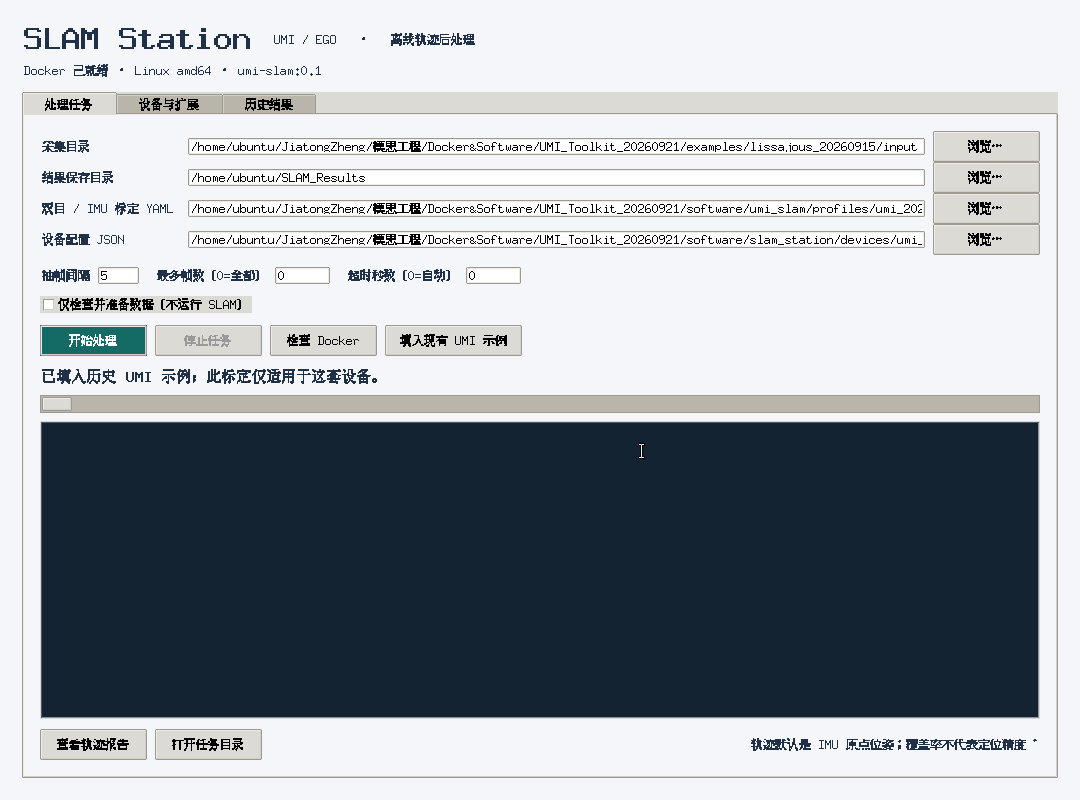 SLAM Station UMI / EGO • 离线轨迹后处理
Docker 已就绪 • Linux amd64 • umi-slam:0.1
处理任务 设备与扩展 历史结果
采集目录 /home/ubuntu/JiatongZheng/模思工程/Docker&Software/UMI_Toolkit_20260921/examples/lissajous_20260915/input 浏览…
结果保存目录 /home/ubuntu/SLAM_Results 浏览…
双目 / IMU 标定 YAML /home/ubuntu/JiatongZheng/模思工程/Docker&Software/UMI_Toolkit_20260921/software/umi_slam/profiles/umi_202 浏览…
设备配置 JSON /home/ubuntu/JiatongZheng/模思工程/Docker&Software/UMI_Toolkit_20260921/software/slam_station/devices/umi_ 浏览…
抽帧间隔 5 最多帧数 (0=全部) 0 超时秒数 (0=自动) 0
仅检查并准备数据 (不运行 SLAM)
开始处理 停止任务 检查 Docker 填入现有 UMI 示例
已填入历史 UMI 示例；此标定仅适用于这套设备。
查看轨迹报告 打开任务目录 轨迹默认是 IMU 原点位姿；覆盖率不代表定位精度。